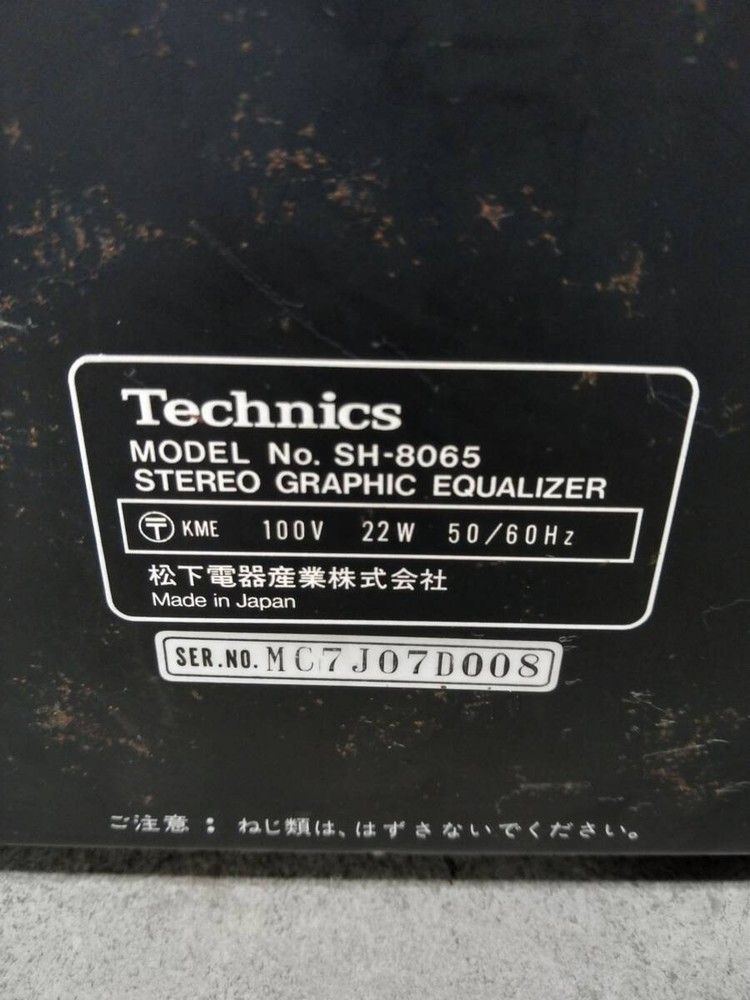 Technics
MODEL No. SH-8065
STEREO GRAPHIC EQUALIZER
〒 KME 100V 22W 50/60Hz
松下電器産業株式会社
Made in Japan
SER.NO. MC7J07D008
ご注意：ねじ類は、はずさないでください。